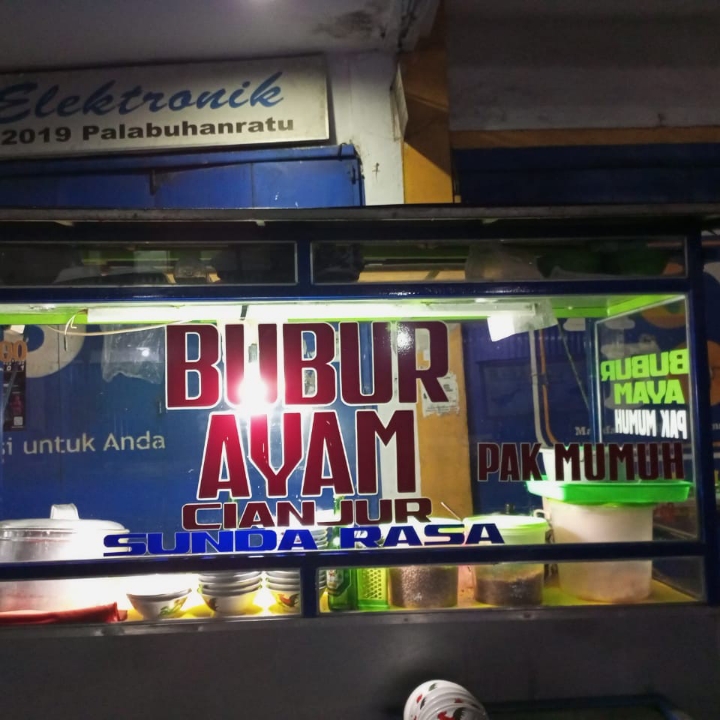 Elektronik
2019 Palabuhanratu
BUBUR
AYAM
CIANJUR
SUNDA RASA
PAK MUMUH
si untuk Anda
BUBUR
AYAM
PAK MUMUH